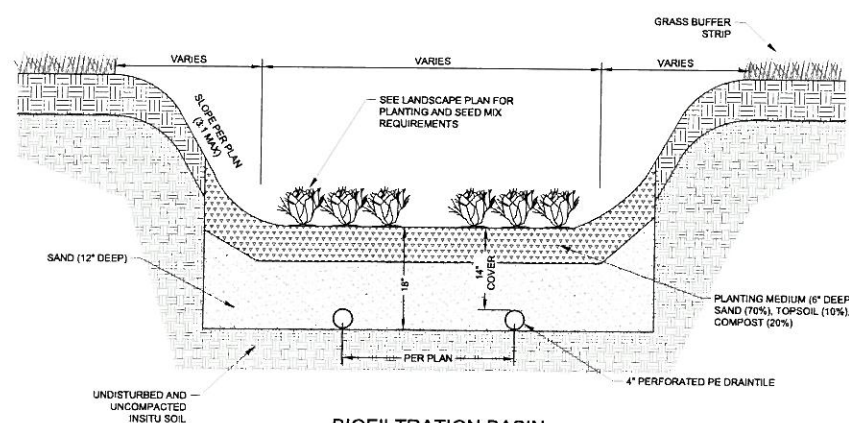 GRASS BUFFER
STRIP
VARIES
VARIES
VARIES
SLOPE PER PLAN
(3:1 MAX)
SEE LANDSCAPE PLAN FOR
PLANTING AND SEED MIX
REQUIREMENTS
SAND (12" DEEP)
18"
14"
COVER
PLANTING MEDIUM (6" DEEP
SAND (70%), TOPSOIL (10%),
COMPOST (20%)
PER PLAN
4" PERFORATED PE DRAINTILE
UNDISTURBED AND
UNCOMPACTED
INSITU SOIL
BIOFILTRATION BASIN